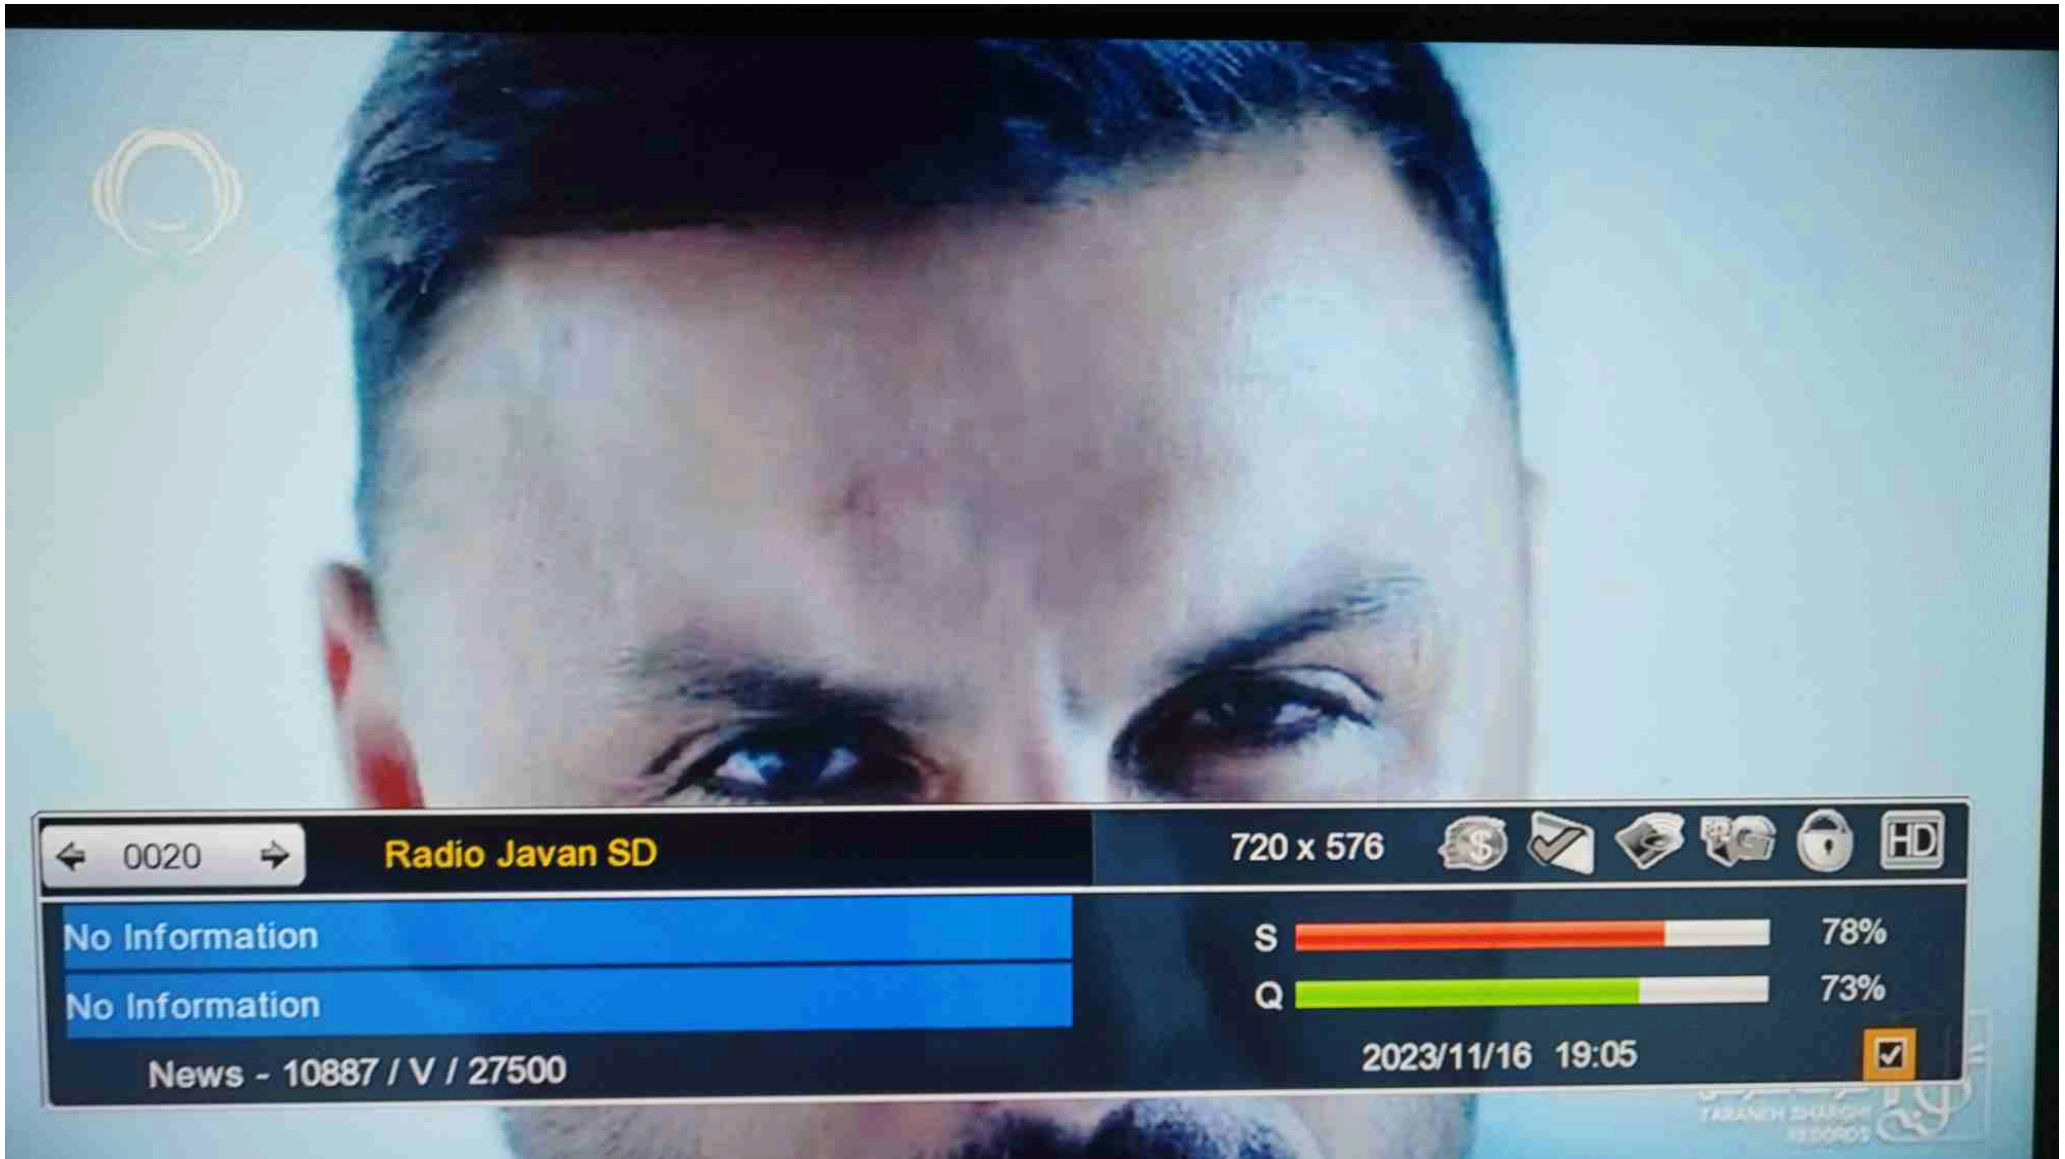 0020
Radio Javan SD
720 x 576
$
HD
No Information
S
78%
No Information
Q
73%
News - 10887 / V / 27500
2023/11/16 19:05
TARANEH SHARGHI
RECORDS